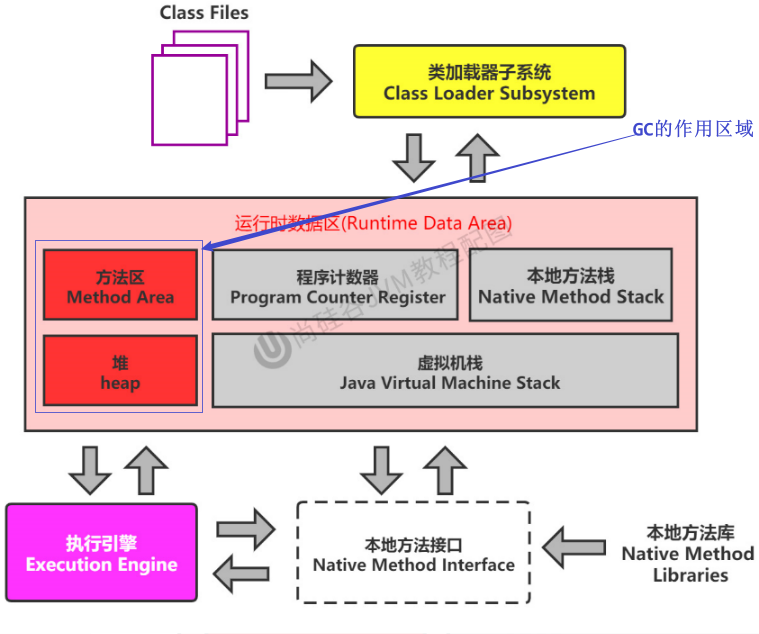 Class Files
类加载器子系统
Class Loader Subsystem
GC的作用区域
运行时数据区(Runtime Data Area)
方法区
Method Area
程序计数器
Program Counter Register
本地方法栈
Native Method Stack
堆
heap
虚拟机栈
Java Virtual Machine Stack
尚硅谷JVM教程配图
执行引擎
Execution Engine
本地方法接口
Native Method Interface
本地方法库
Native Method
Libraries